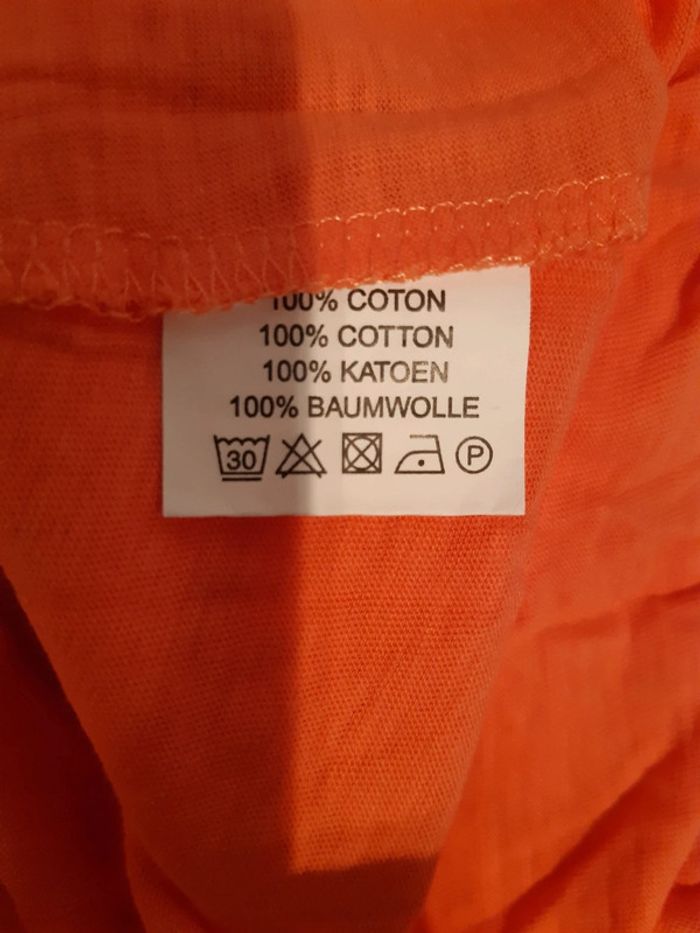 100% COTON
100% COTTON
100% KATOEN
100% BAUMWOLLE
30 P